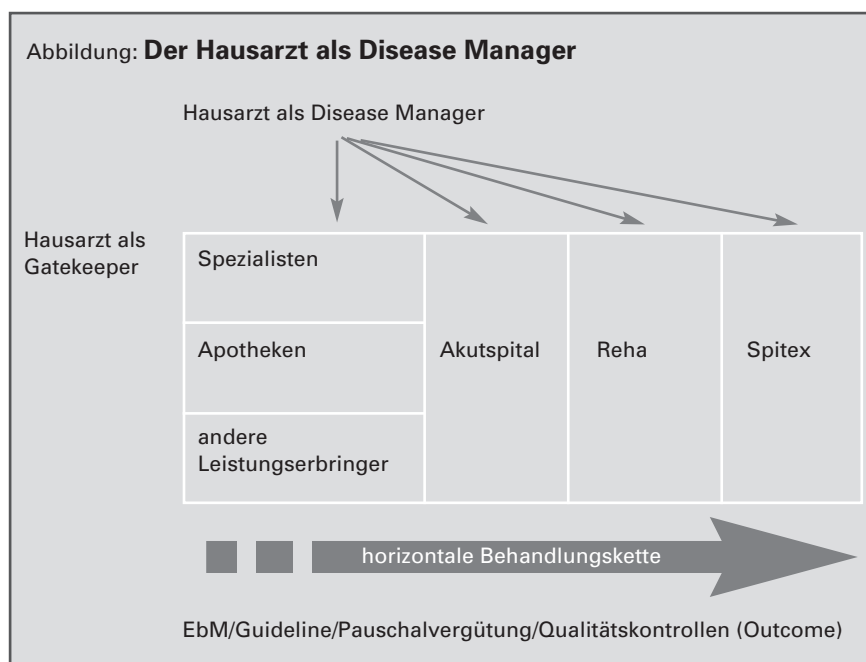 Abbildung: Der Hausarzt als Disease Manager
Hausarzt als Disease Manager
Hausarzt als
Gatekeeper
Spezialisten
Apotheken
andere
Leistungserbringer
Akutspital
Reha
Spitex
horizontale Behandlungskette
EbM/Guideline/Pauschalvergütung/Qualitätskontrollen (Outcome)